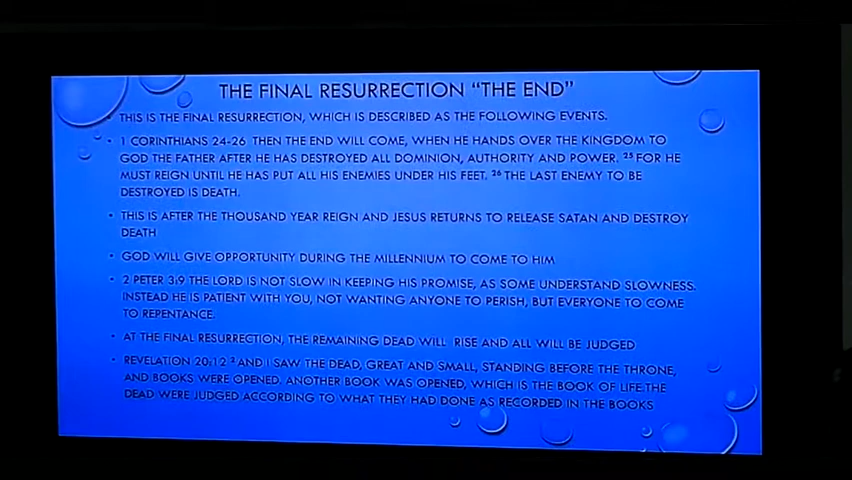 THE FINAL RESURRECTION "THE END"
• THIS IS THE FINAL RESURRECTION, WHICH IS DESCRIBED AS THE FOLLOWING EVENTS.
• 1 CORINTHIANS 24-26 THEN THE END WILL COME, WHEN HE HANDS OVER THE KINGDOM TO
GOD THE FATHER AFTER HE HAS DESTROYED ALL DOMINION, AUTHORITY AND POWER. 25 FOR HE
MUST REIGN UNTIL HE HAS PUT ALL HIS ENEMIES UNDER HIS FEET. 26 THE LAST ENEMY TO BE
DESTROYED IS DEATH.
• THIS IS AFTER THE THOUSAND YEAR REIGN AND JESUS RETURNS TO RELEASE SATAN AND DESTROY
DEATH
• GOD WILL GIVE OPPORTUNITY DURING THE MILLENNIUM TO COME TO HIM
• 2 PETER 3:9 THE LORD IS NOT SLOW IN KEEPING HIS PROMISE, AS SOME UNDERSTAND SLOWNESS.
INSTEAD HE IS PATIENT WITH YOU, NOT WANTING ANYONE TO PERISH, BUT EVERYONE TO COME
TO REPENTANCE.
• AT THE FINAL RESURRECTION, THE REMAINING DEAD WILL RISE AND ALL WILL BE JUDGED
• REVELATION 20:12 2 AND I SAW THE DEAD, GREAT AND SMALL, STANDING BEFORE THE THRONE,
AND BOOKS WERE OPENED. ANOTHER BOOK WAS OPENED, WHICH IS THE BOOK OF LIFE.THE
DEAD WERE JUDGED ACCORDING TO WHAT THEY HAD DONE AS RECORDED IN THE BOOKS